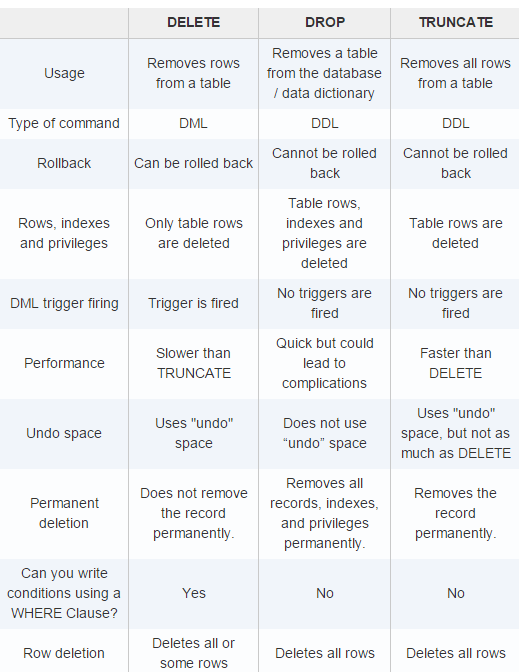 DELETE DROP TRUNCATE
Usage
Removes rows
from a table
Removes a table
from the database
/ data dictionary
Removes all rows
from a table
Type of command DML DDL DDL
Rollback
Can be rolled back
Cannot be rolled
back
Cannot be rolled
back
Rows, indexes
and privileges
Only table rows
are deleted
Table rows,
indexes and
privileges are
deleted
Table rows are
deleted
DML trigger firing
Trigger is fired
No triggers are
fired
No triggers are
fired
Performance
Slower than
TRUNCATE
Quick but could
lead to
complications
Faster than
DELETE
Undo space
Uses "undo"
space
Does not use
“undo” space
Uses "undo"
space, but not as
much as DELETE
Permanent
deletion
Does not remove
the record
permanently.
Removes all
records, indexes,
and privileges
permanently.
Removes the
record
permanently.
Can you write
conditions using a
WHERE Clause?
Yes
No
No
Row deletion
Deletes all or
some rows
Deletes all rows
Deletes all rows